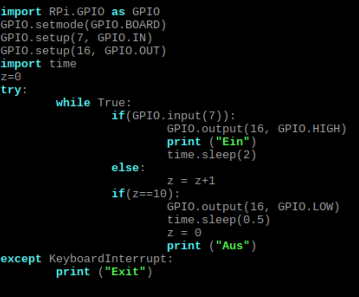 import RPi.GPIO as GPIO
GPIO.setmode(GPIO.BOARD)
GPIO.setup(7, GPIO.IN)
GPIO.setup(16, GPIO.OUT)
import time
z=0
try:
        while True:
                if(GPIO.input(7)):
                        GPIO.output(16, GPIO.HIGH)
                        print ("Ein")
                        time.sleep(2)
                else:
                        z = z+1
                if(z==10):
                        GPIO.output(16, GPIO.LOW)
                        time.sleep(0.5)
                        z = 0
                        print ("Aus")
except KeyboardInterrupt:
        print ("Exit")